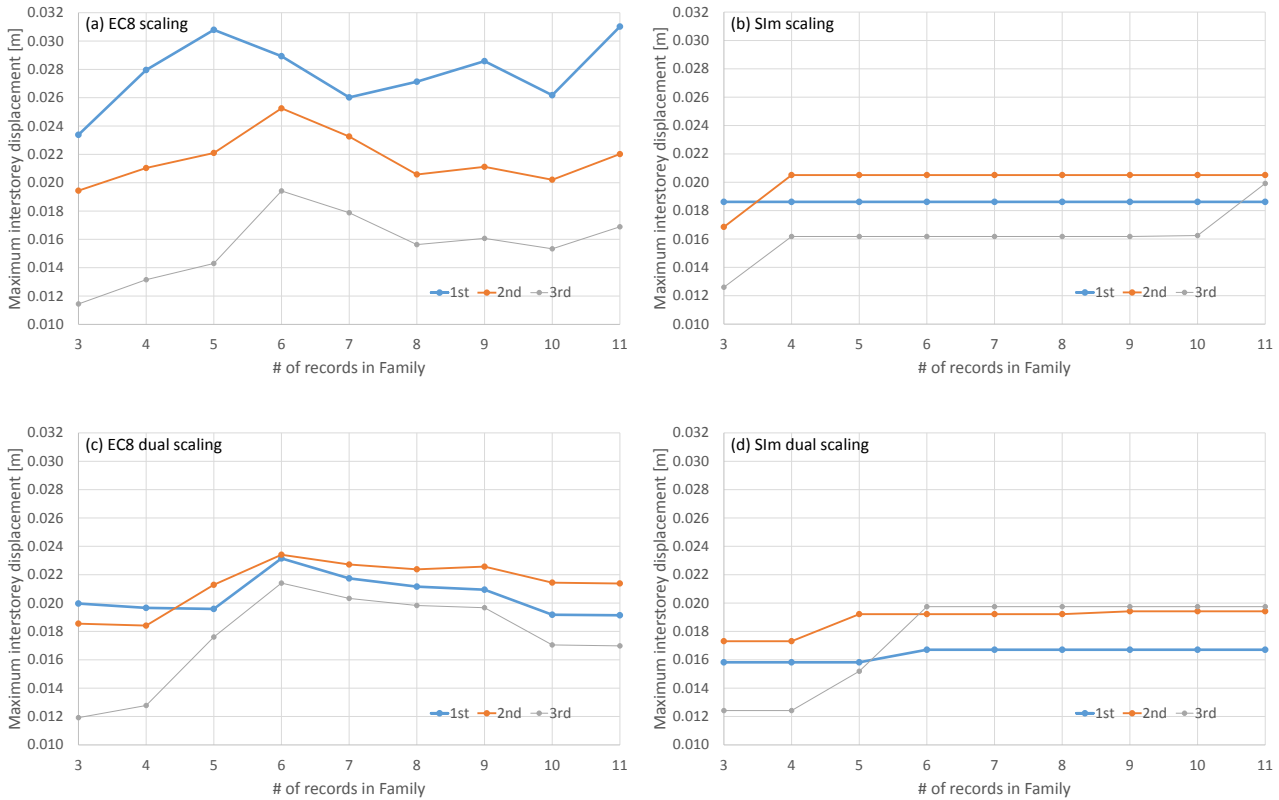 (a) EC8 scaling
Maximum interstorey displacement [m]
0.032
0.030
0.028
0.026
0.024
0.022
0.020
0.018
0.016
0.014
0.012
0.010
1st 2nd 3rd
3 4 5 6 7 8 9 10 11
# of records in Family
(b) SIm scaling
Maximum interstorey displacement [m]
0.032
0.030
0.028
0.026
0.024
0.022
0.020
0.018
0.016
0.014
0.012
0.010
1st 2nd 3rd
3 4 5 6 7 8 9 10 11
# of records in Family
(c) EC8 dual scaling
Maximum interstorey displacement [m]
0.032
0.030
0.028
0.026
0.024
0.022
0.020
0.018
0.016
0.014
0.012
0.010
1st 2nd 3rd
3 4 5 6 7 8 9 10 11
# of records in Family
(d) SIm dual scaling
Maximum interstorey displacement [m]
0.032
0.030
0.028
0.026
0.024
0.022
0.020
0.018
0.016
0.014
0.012
0.010
1st 2nd 3rd
3 4 5 6 7 8 9 10 11
# of records in Family